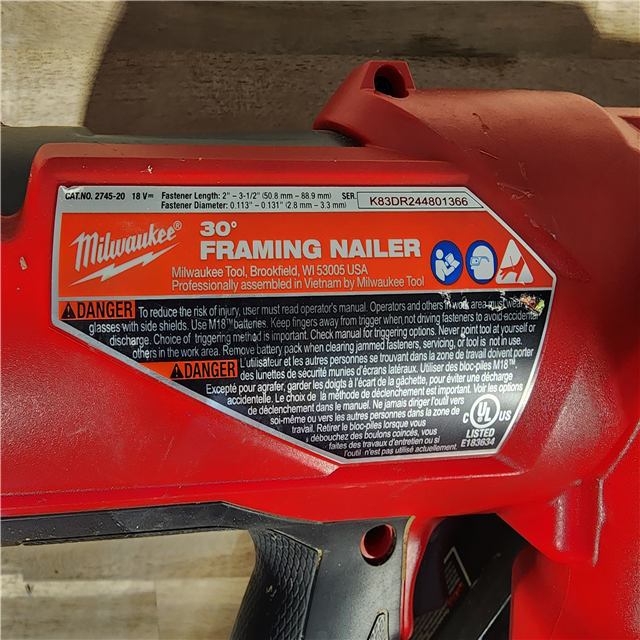 CAT.NO. 2745-20 18 V⎓ Fastener Length: 2" – 3-1/2" (50.8 mm – 88.9 mm) SER. K83DR244801366
Fastener Diameter: 0.113" – 0.131" (2.8 mm – 3.3 mm)
Milwaukee®
30°
FRAMING NAILER
Milwaukee Tool, Brookfield, WI 53005 USA
Professionally assembled in Vietnam by Milwaukee Tool
DANGER To reduce the risk of injury, user must read operator's manual. Operators and others in work area must wear
glasses with side shields. Use M18™ batteries. Keep fingers away from trigger when not driving fasteners to avoid accidental
discharge. Choice of triggering method is important. Check manual for triggering options. Never point tool at yourself or
others in the work area. Remove battery pack when clearing jammed fasteners, servicing, or tool is not in use.
DANGER L'utilisateur et les autres personnes se trouvant dans la zone de travail doivent porter
des lunettes de sécurité munies d'écrans latéraux. Utiliser des bloc-piles M18™.
Excepté pour agrafer, garder les doigts à l'écart de la gâchette, pour éviter une décharge
accidentelle. Le choix de la méthode de déclenchement est important. Vérifiez les options
de déclenchement dans le manuel. Ne jamais diriger l'outil vers
soi-même ou vers les autres personnes dans la zone de
travail. Retirer le bloc-piles lorsque vous
débouchez des boulons coincés, vous
faites des travaux d'entretien ou si
l'outil n'est pas utilisé actuellement.
C UL US
LISTED
E183634